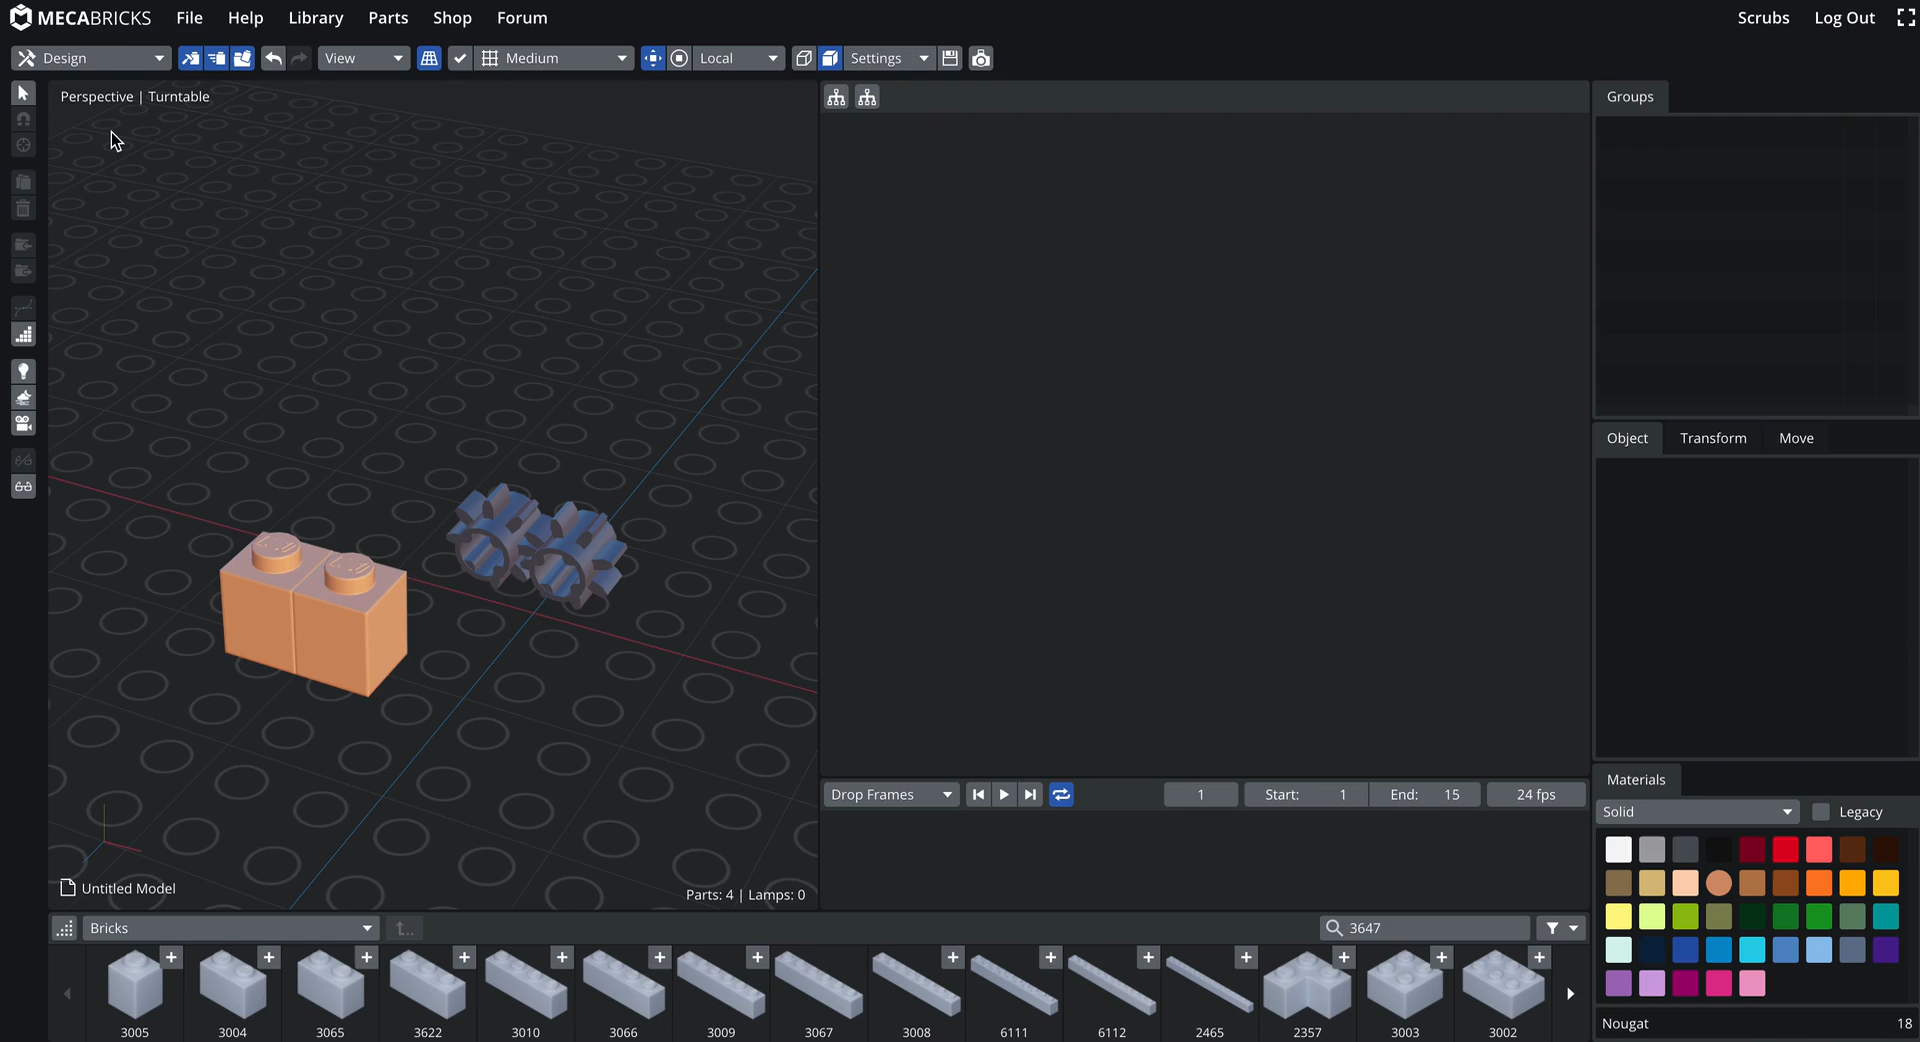 MECABRICKS File Help Library Parts Shop Forum Scrubs Log Out
Design View Medium Local Settings
Perspective | Turntable
Groups
Object Transform Move
Materials
Drop Frames 1 Start: 1 End: 15 24 fps
Solid Legacy
Untitled Model
Parts: 4 | Lamps: 0
Bricks 3647
3005 3004 3065 3622 3010 3066 3009 3067 3008 6111 6112 2465 2357 3003 3002
Nougat 18